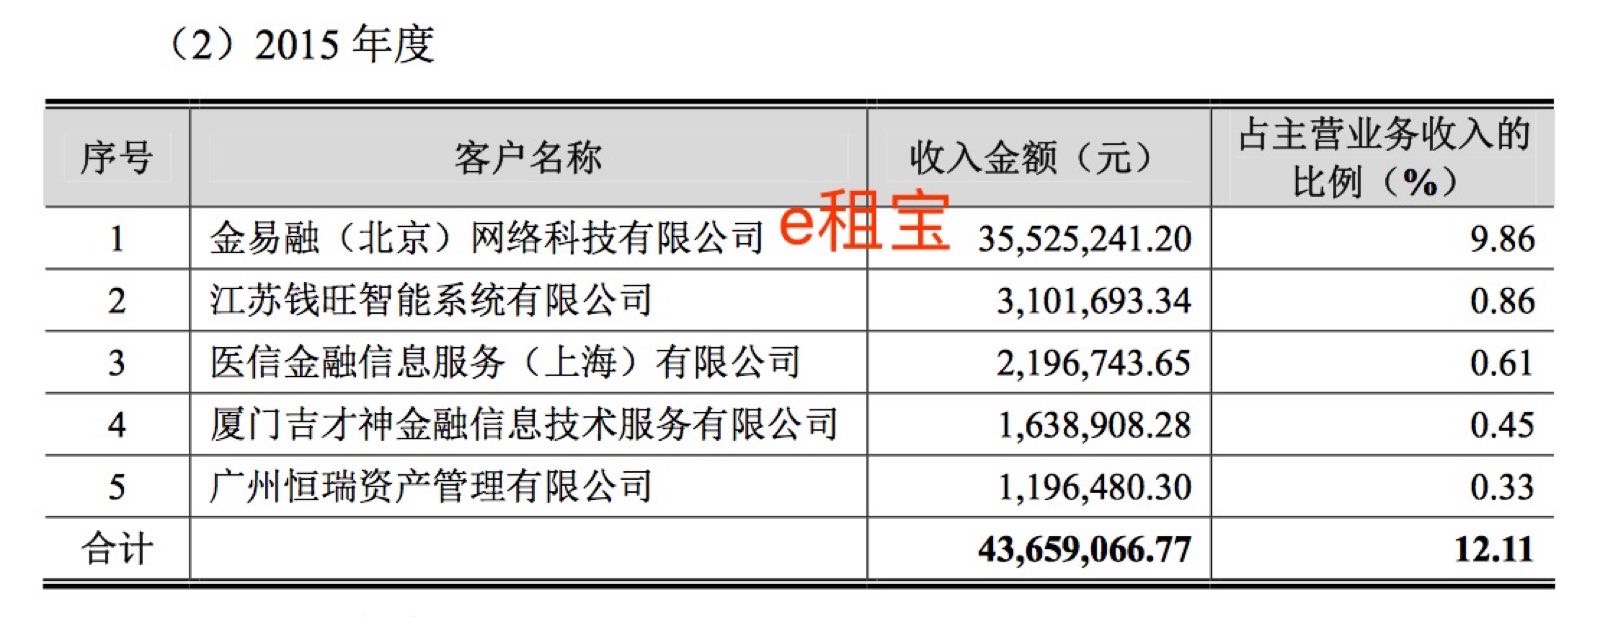 （2）2015 年度
序号 客户名称 收入金额（元） 占主营业务收入的比例（%）
1 金易融（北京）网络科技有限公司 e租宝 35,525,241.20 9.86
2 江苏钱旺智能系统有限公司 3,101,693.34 0.86
3 医信金融信息服务（上海）有限公司 2,196,743.65 0.61
4 厦门吉才神金融信息技术服务有限公司 1,638,908.28 0.45
5 广州恒瑞资产管理有限公司 1,196,480.30 0.33
合计 43,659,066.77 12.11